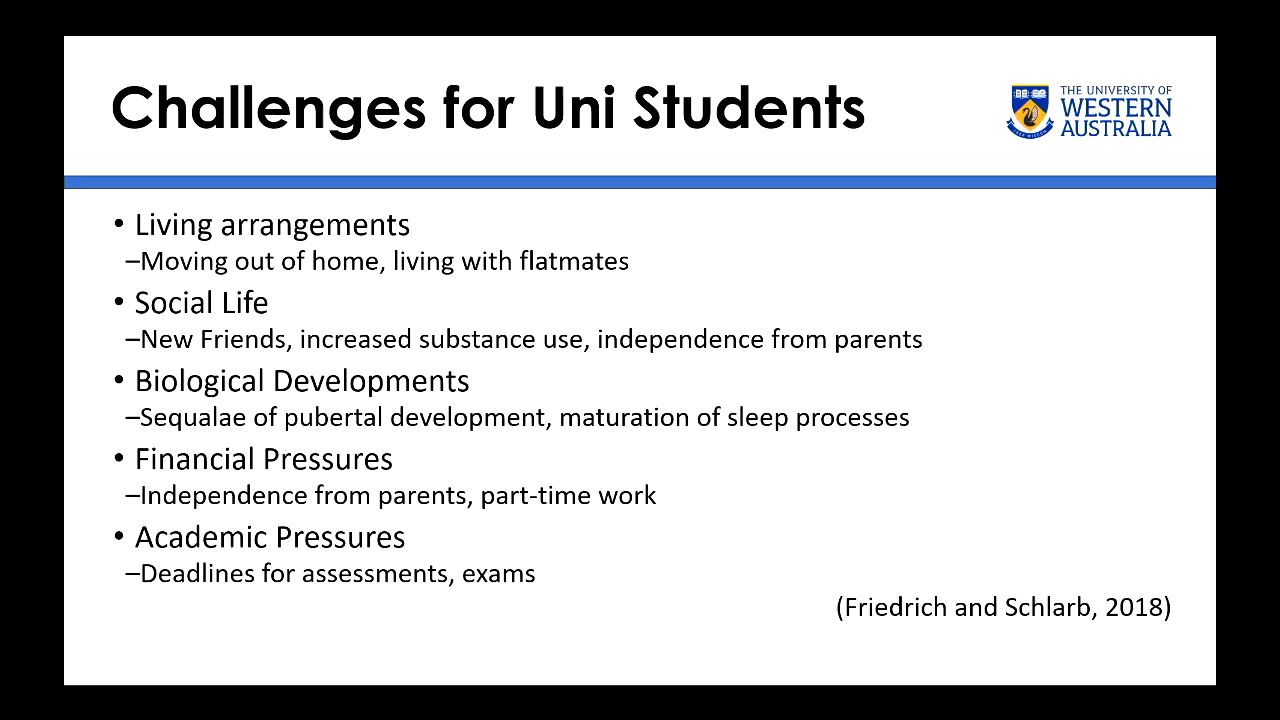 Challenges for Uni Students
THE UNIVERSITY OF
WESTERN
AUSTRALIA
• Living arrangements
–Moving out of home, living with flatmates
• Social Life
–New Friends, increased substance use, independence from parents
• Biological Developments
–Sequalae of pubertal development, maturation of sleep processes
• Financial Pressures
–Independence from parents, part-time work
• Academic Pressures
–Deadlines for assessments, exams
(Friedrich and Schlarb, 2018)